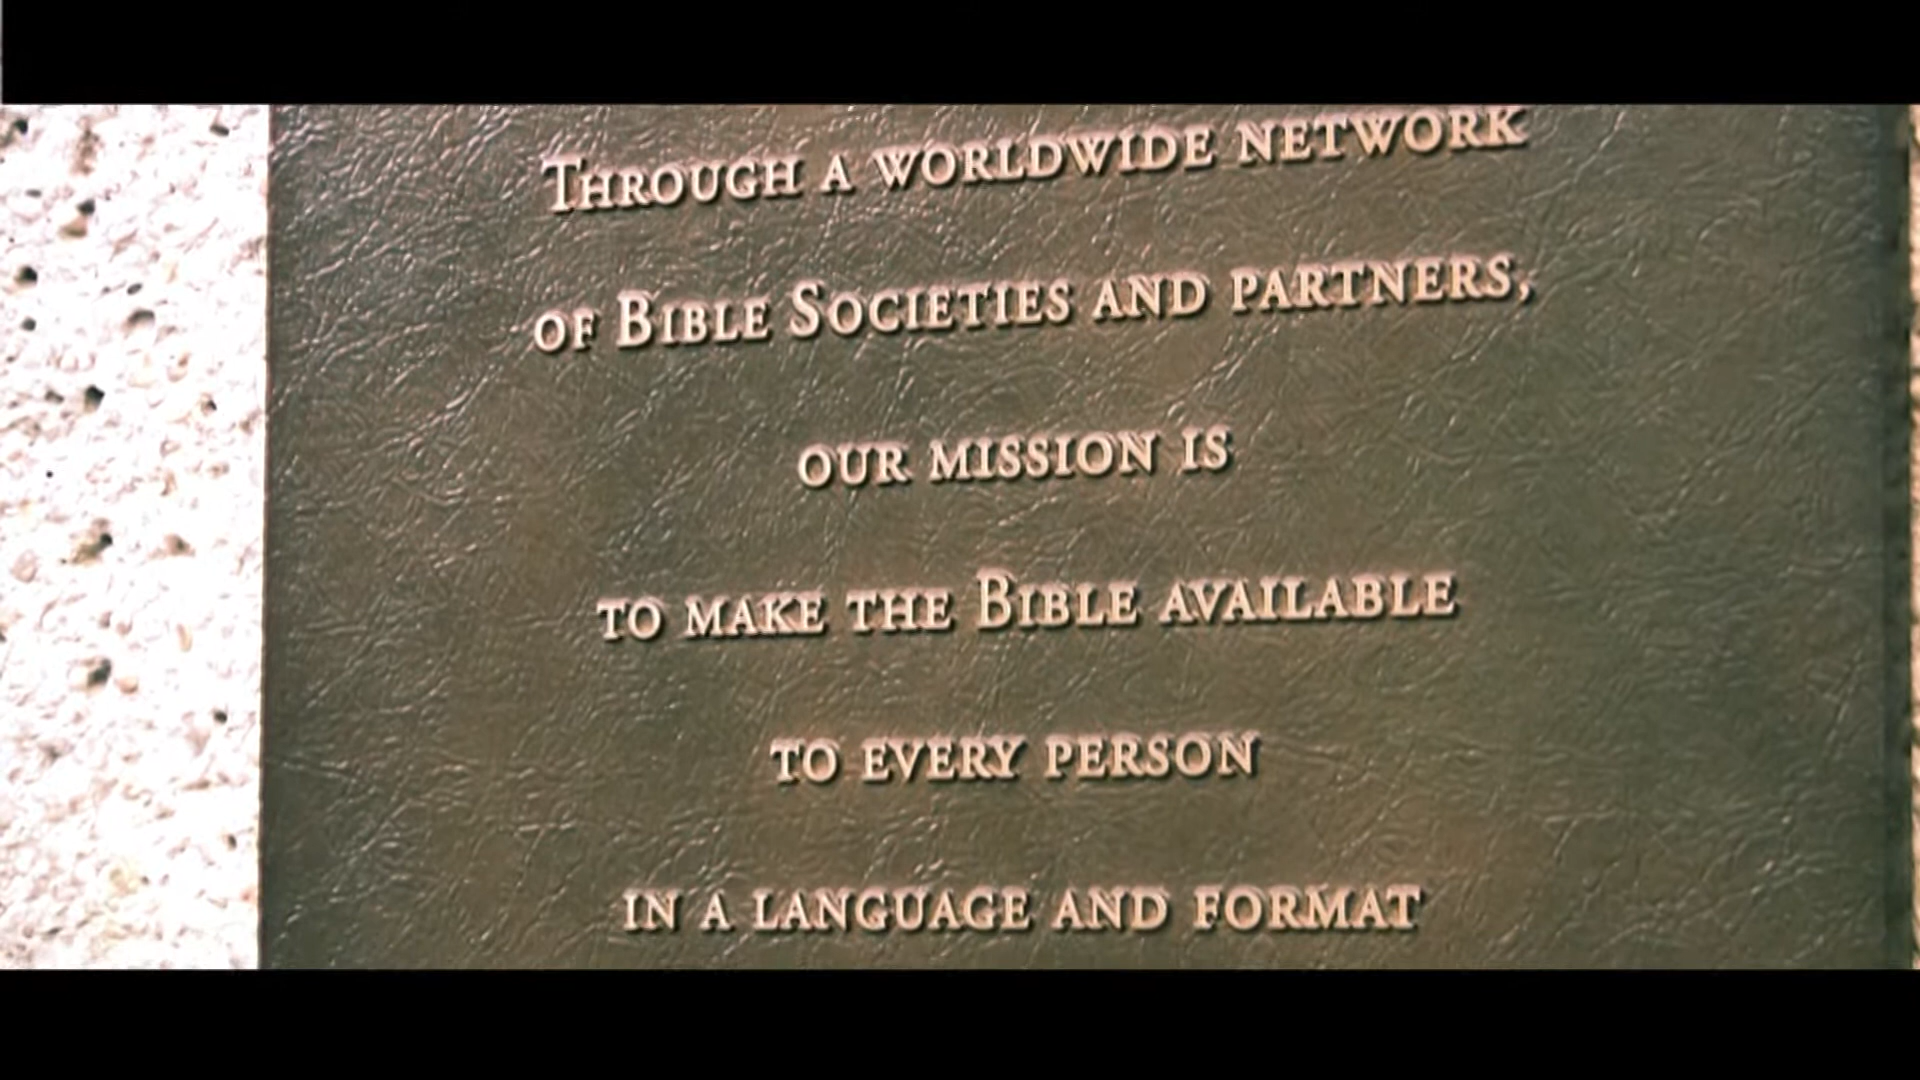 Through a worldwide network
of Bible Societies and partners,
our mission is
to make the Bible available
to every person
in a language and format